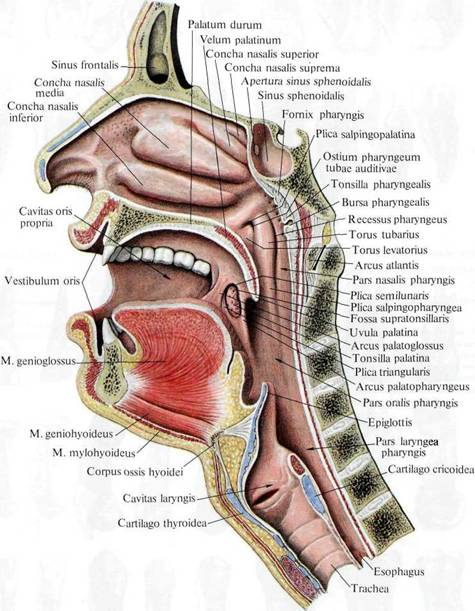 Palatum durum
Velum palatinum
Concha nasalis superior
Concha nasalis suprema
Apertura sinus sphenoidalis
Sinus sphenoidalis
Fornix pharyngis
Plica salpingopalatina
Ostium pharyngeum
tubae auditivae
Tonsilla pharyngealis
Bursa pharyngealis
Recessus pharyngeus
Torus tubarius
Torus levatorius
Arcus atlantis
Pars nasalis pharyngis
Plica semilunaris
Plica salpingopharyngea
Fossa supratonsillaris
Uvula palatina
Arcus palatoglossus
Tonsilla palatina
Plica triangularis
Arcus palatopharyngeus
Pars oralis pharyngis
Epiglottis
Pars laryngea
pharyngis
Cartilago cricoidea
Esophagus
Trachea
Sinus frontalis
Concha nasalis
media
Concha nasalis
inferior
Cavitas oris
propria
Vestibulum oris
M. genioglossus
M. geniohyoideus
M. mylohyoideus
Corpus ossis hyoidei
Cavitas laryngis
Cartilago thyroidea